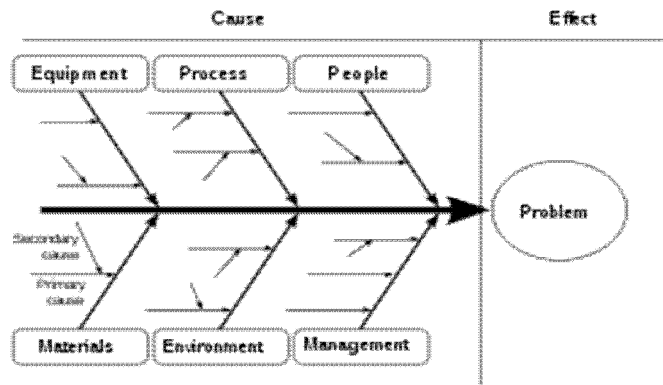 Cause Effect
Equipment Process People
Problem
Secondary
cause
Primary
cause
Materials Environment Management